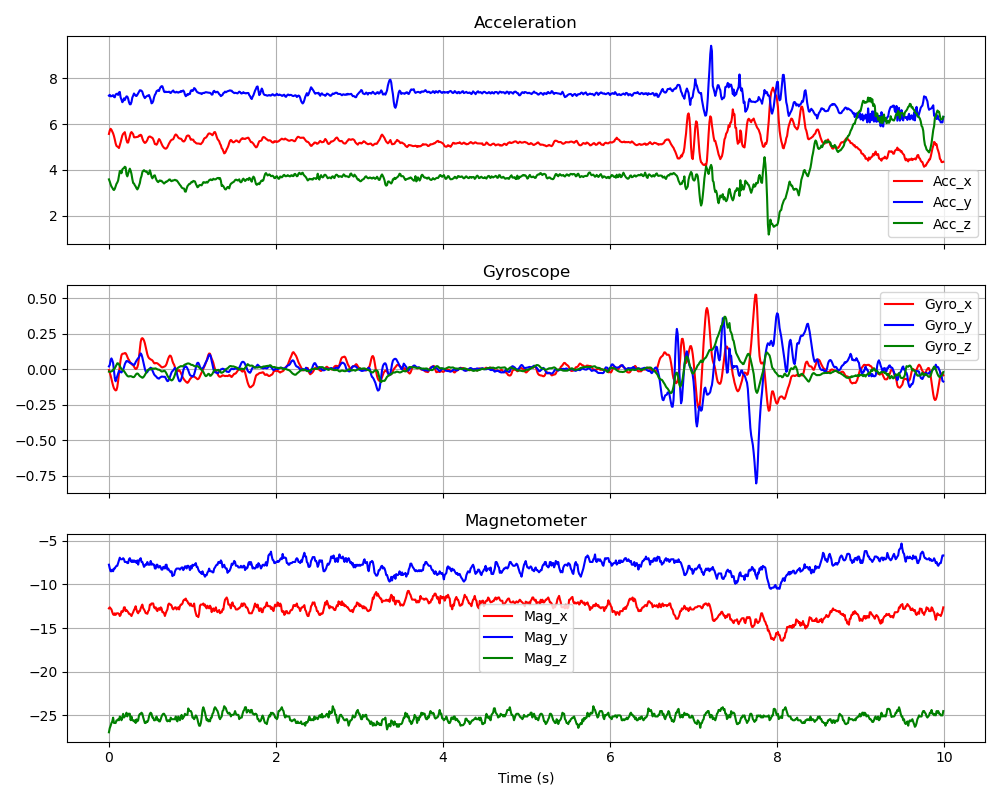 Acceleration
8
6
4
2
Acc_x
Acc_y
Acc_z
Gyroscope
0.50
0.25
0.00
−0.25
−0.50
−0.75
Gyro_x
Gyro_y
Gyro_z
Magnetometer
−5
−10
−15
−20
−25
Mag_x
Mag_y
Mag_z
0 2 4 6 8 10
Time (s)